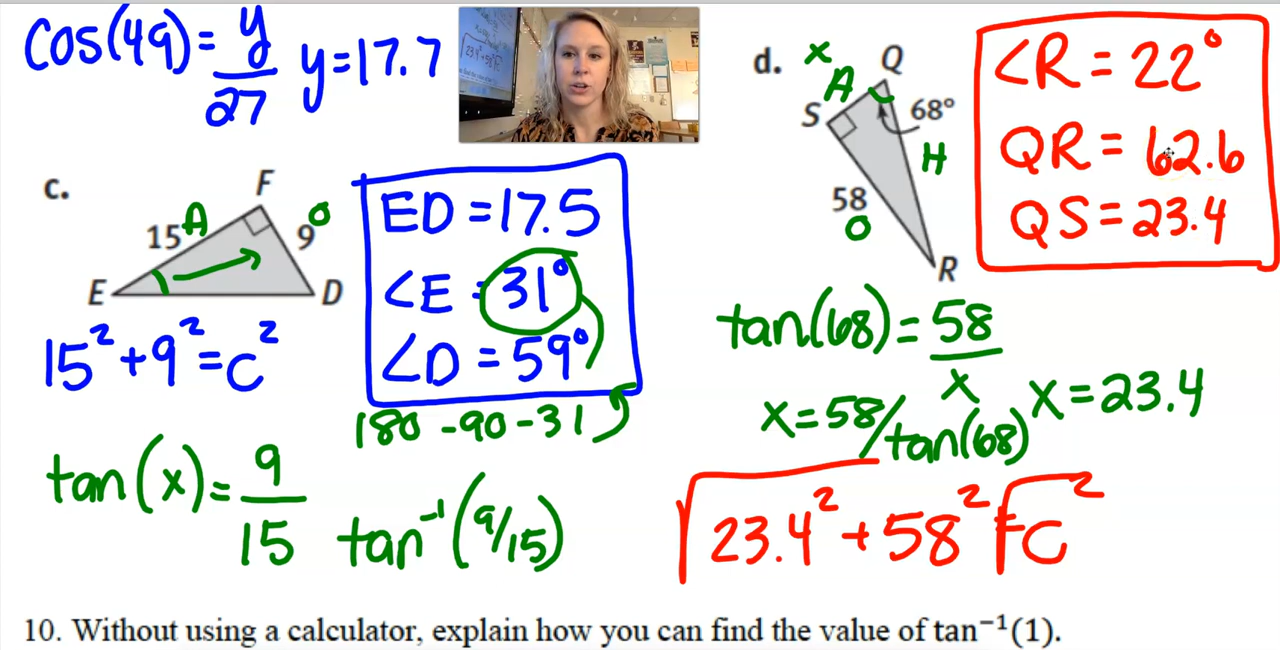 cos(49) = y/27 y=17.7
c.
F
15 A
9 O
E
D
15² + 9² = c²
tan(x) = 9/15
tan⁻¹(9/15)
ED = 17.5
<E = 31°
<D = 59°
180 - 90 - 31
d.
x
A
Q
S
68°
H
58
O
R
<R = 22°
QR = 62.6
QS = 23.4
tan(68) = 58/x
x = 58/tan(68) x = 23.4
√23.4² + 58² = √c²
10. Without using a calculator, explain how you can find the value of tan⁻¹(1).